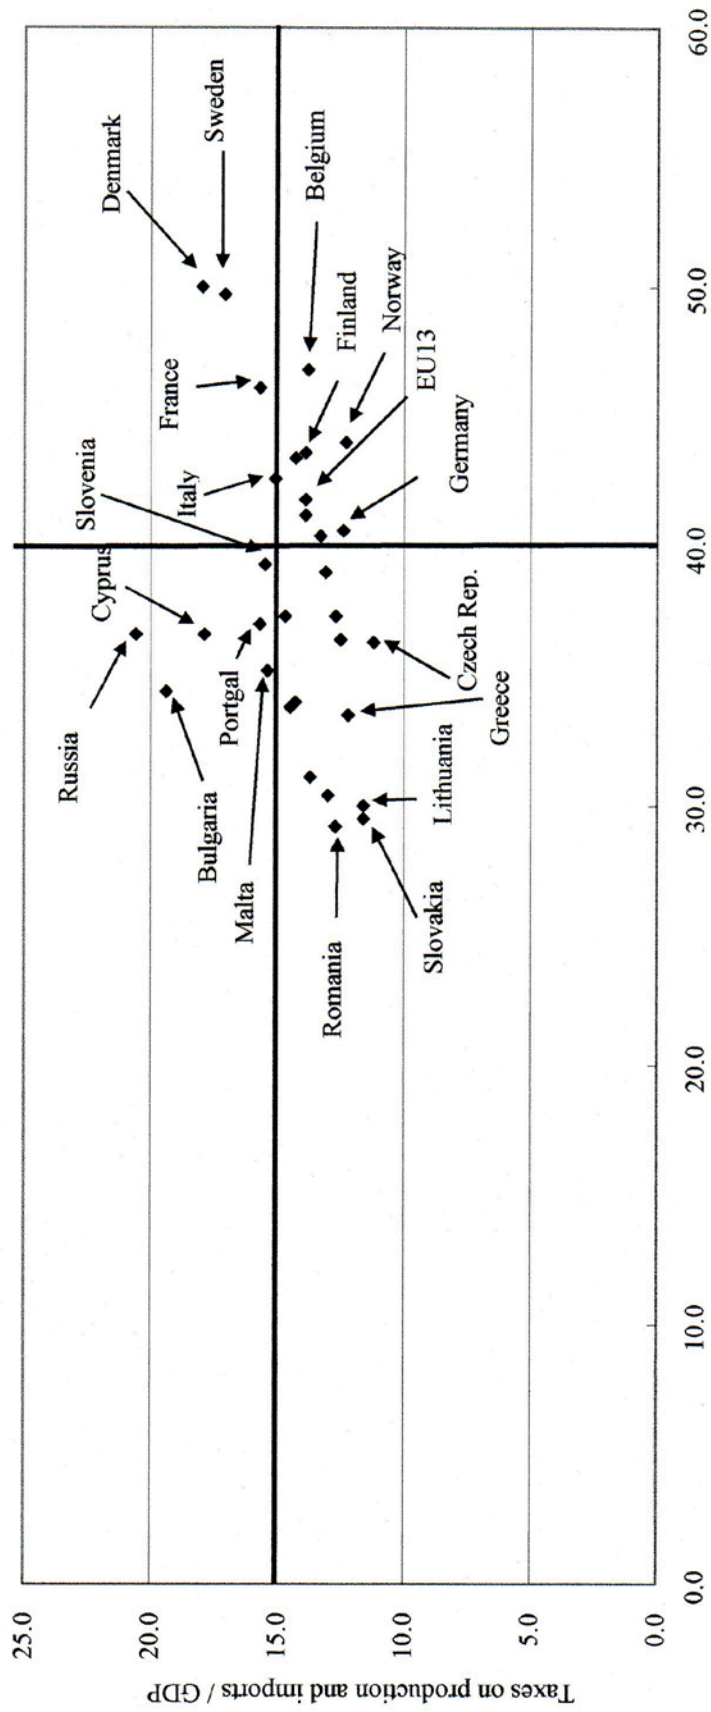 Taxes on production and imports / GDP
25.0
20.0
15.0
10.0
5.0
0.0
0.0
10.0
20.0
30.0
40.0
50.0
60.0
Russia
Bulgaria
Cyprus
Slovenia
Portgal
Malta
Italy
France
Denmark
Sweden
Belgium
Finland
Norway
EU13
Germany
Czech Rep.
Greece
Lithuania
Slovakia
Romania